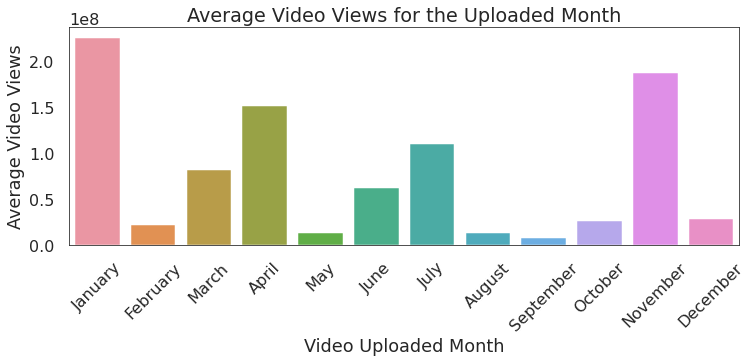 Average Video Views for the Uploaded Month
1e8
Average Video Views
2.0
1.5
1.0
0.5
0.0
January
February
March
April
May
June
July
August
September
October
November
December
Video Uploaded Month